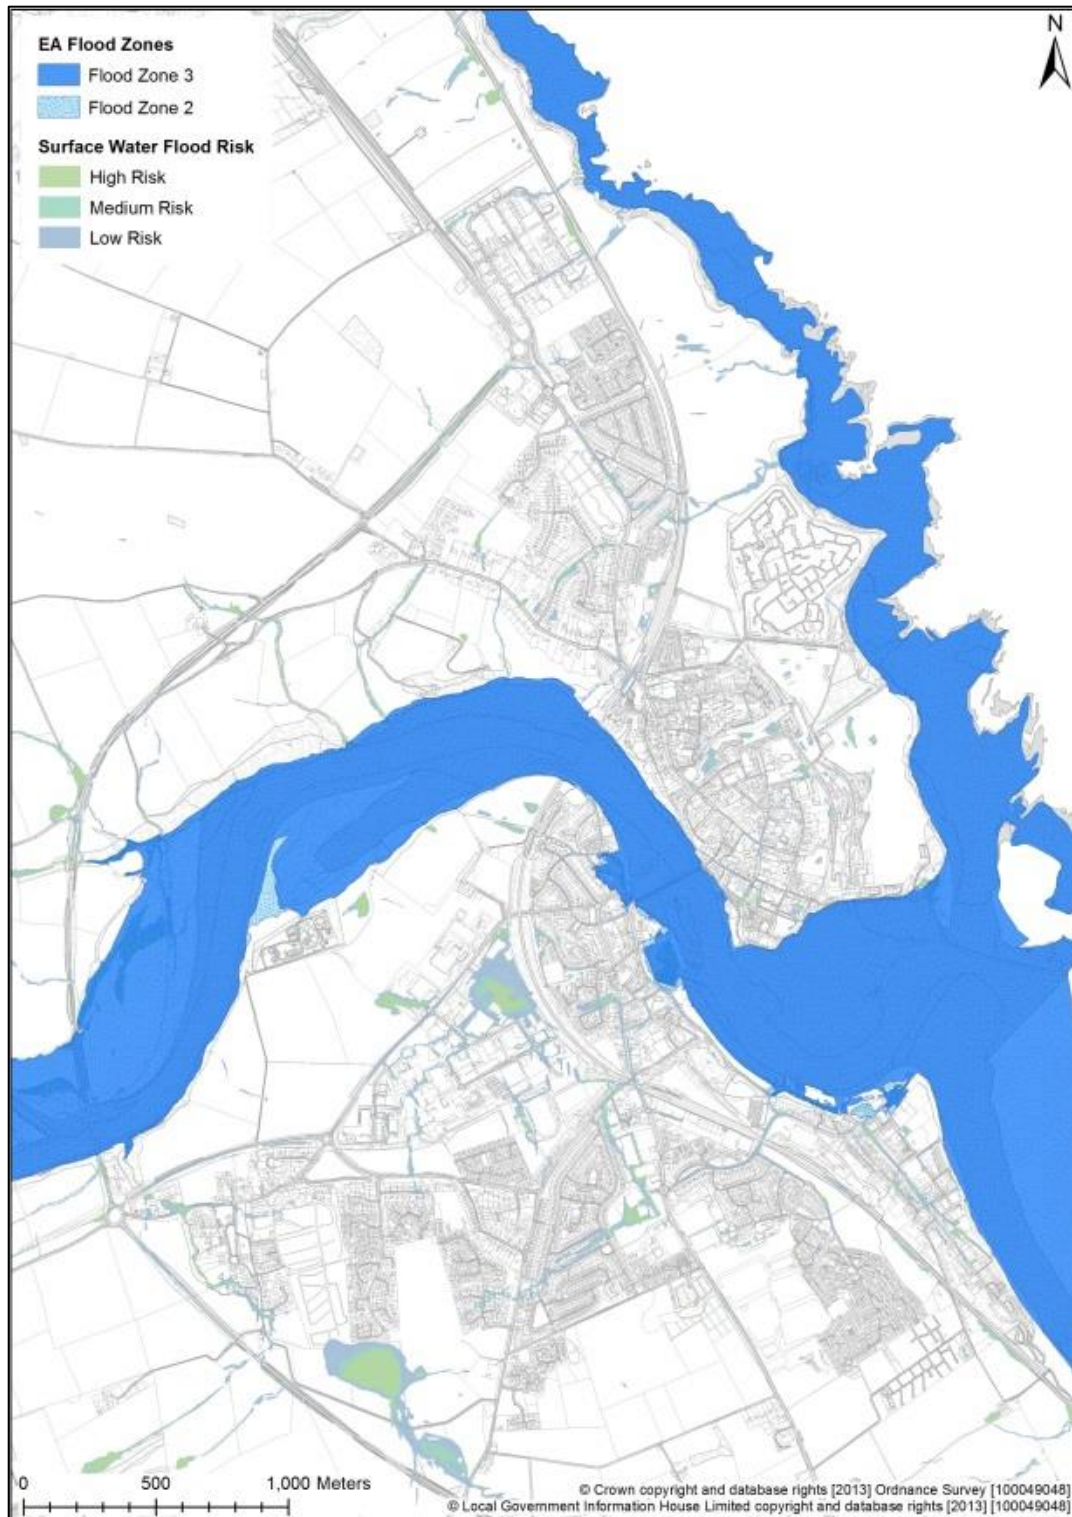 N
EA Flood Zones
Flood Zone 3
Flood Zone 2
Surface Water Flood Risk
High Risk
Medium Risk
Low Risk
0 500 1,000 Meters
© Crown copyright and database rights [2013] Ordnance Survey [100049048]
© Local Government Information House Limited copyright and database rights [2013] [100049048]